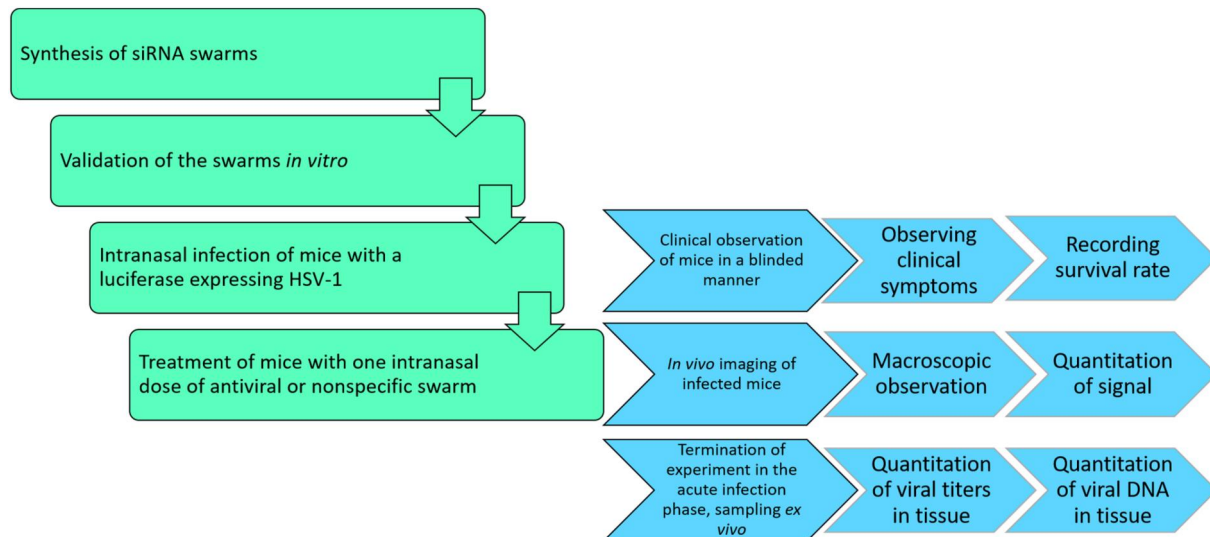 Synthesis of siRNA swarms
Validation of the swarms in vitro
Intranasal infection of mice with a
luciferase expressing HSV-1
Treatment of mice with one intranasal
dose of antiviral or nonspecific swarm
Clinical observation
of mice in a blinded
manner
Observing
clinical
symptoms
Recording
survival rate
In vivo imaging of
infected mice
Macroscopic
observation
Quantitation
of signal
Termination of
experiment in the
acute infection
phase, sampling ex
vivo
Quantitation
of viral titers
in tissue
Quantitation
of viral DNA
in tissue